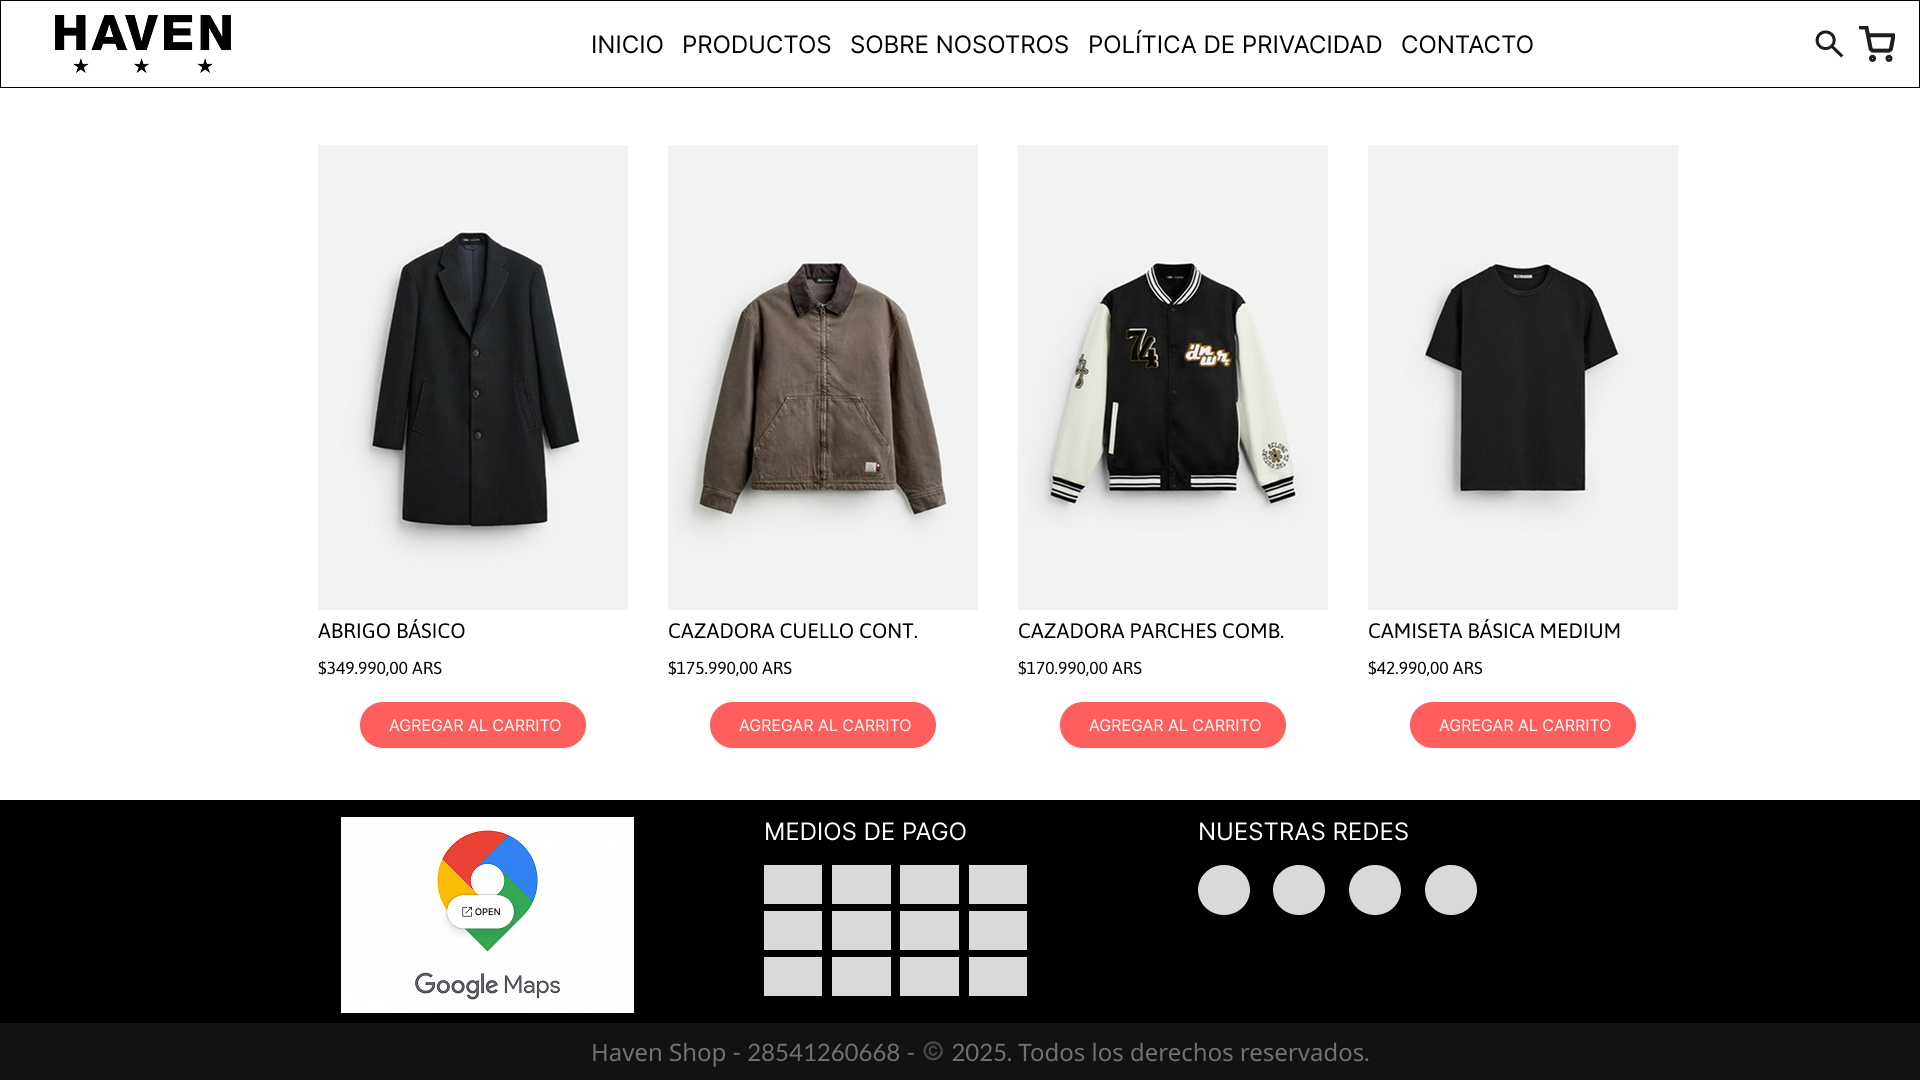 HAVEN
INICIO PRODUCTOS SOBRE NOSOTROS POLÍTICA DE PRIVACIDAD CONTACTO
74
ABRIGO BÁSICO
$349.990,00 ARS
AGREGAR AL CARRITO
CAZADORA CUELLO CONT.
$175.990,00 ARS
AGREGAR AL CARRITO
CAZADORA PARCHES COMB.
$170.990,00 ARS
AGREGAR AL CARRITO
CAMISETA BÁSICA MEDIUM
$42.990,00 ARS
AGREGAR AL CARRITO
OPEN
Google Maps
MEDIOS DE PAGO
NUESTRAS REDES
Haven Shop - 28541260668 - © 2025. Todos los derechos reservados.